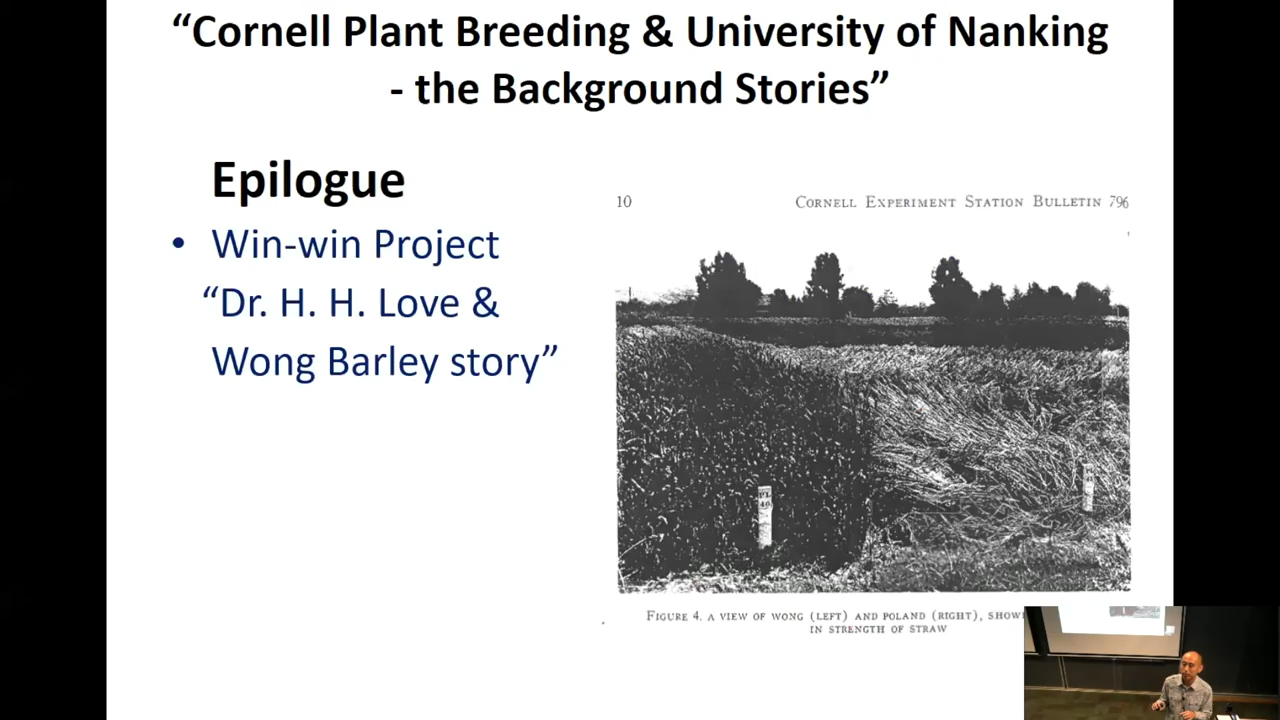 “Cornell Plant Breeding & University of Nanking
- the Background Stories”
Epilogue
• Win-win Project
“Dr. H. H. Love &
Wong Barley story”
10 CORNELL EXPERIMENT STATION BULLETIN 796
FIGURE 4. A VIEW OF WONG (LEFT) AND POLAND (RIGHT),
IN STRENGTH OF STRAW